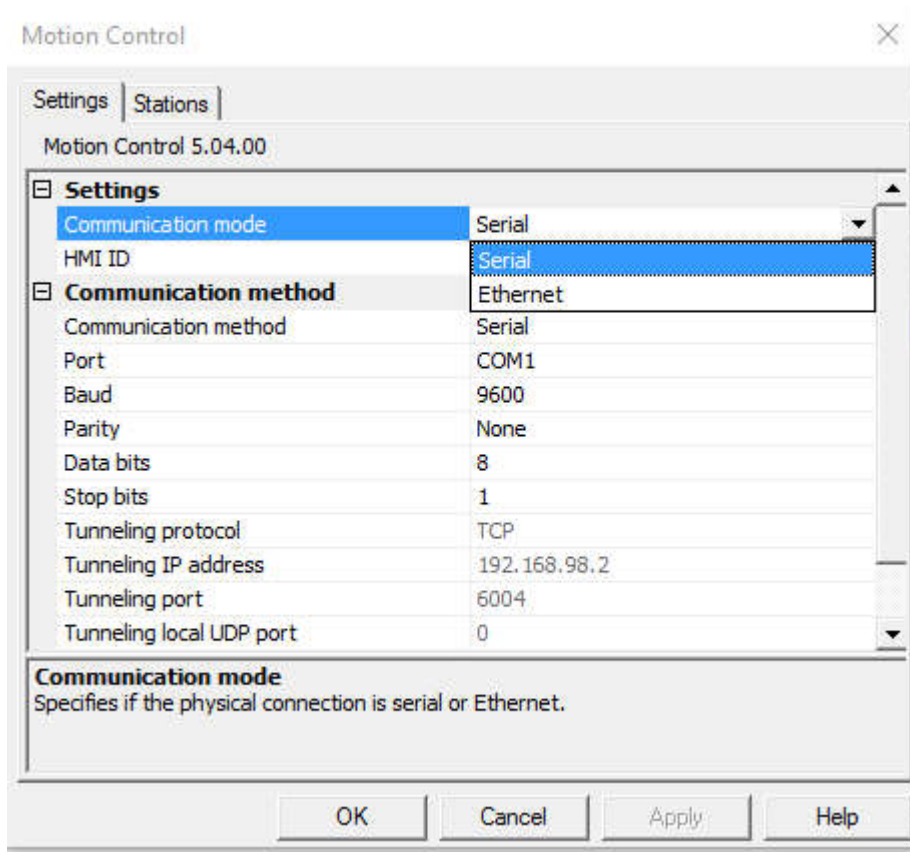 Motion Control
Settings Stations
Motion Control 5.04.00
Settings
Communication mode Serial
HMI ID Serial
Communication method Ethernet
Communication method Serial
Port COM1
Baud 9600
Parity None
Data bits 8
Stop bits 1
Tunneling protocol TCP
Tunneling IP address 192.168.98.2
Tunneling port 6004
Tunneling local UDP port 0
Communication mode
Specifies if the physical connection is serial or Ethernet.
OK Cancel Apply Help